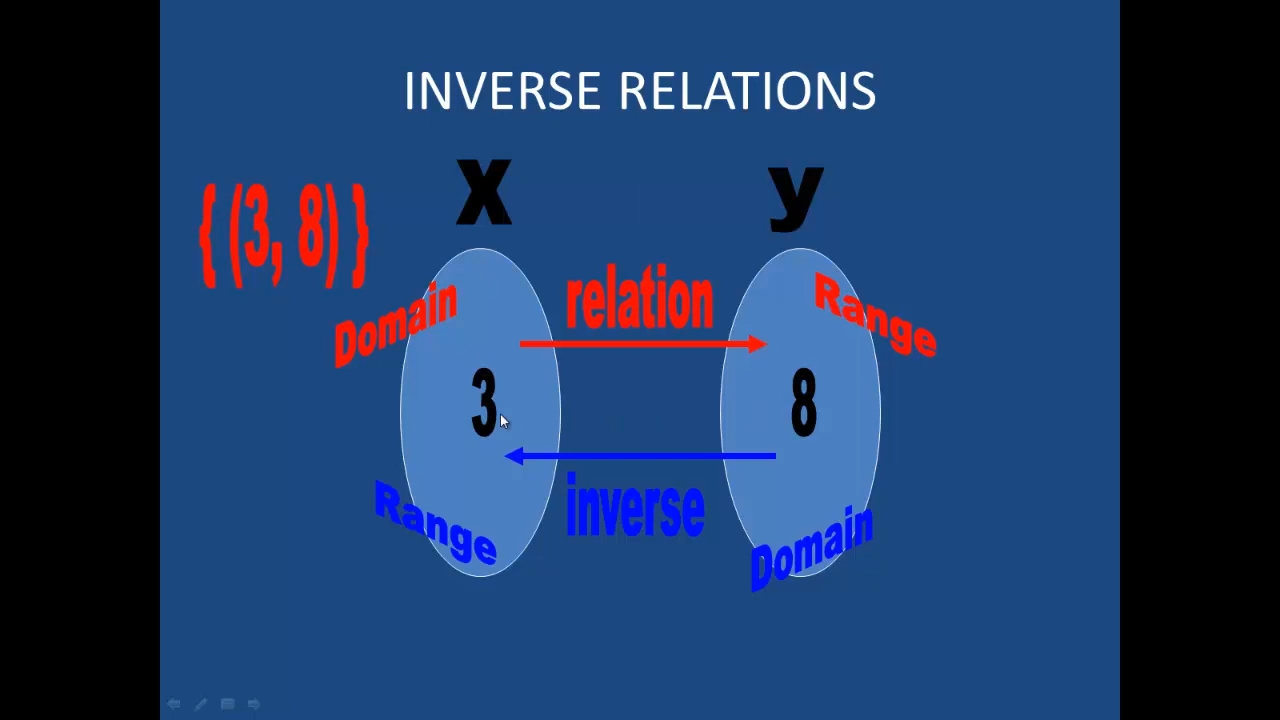 INVERSE RELATIONS
x
y
{ (3, 8) }
relation
Domain
Range
3
8
inverse
Range
Domain